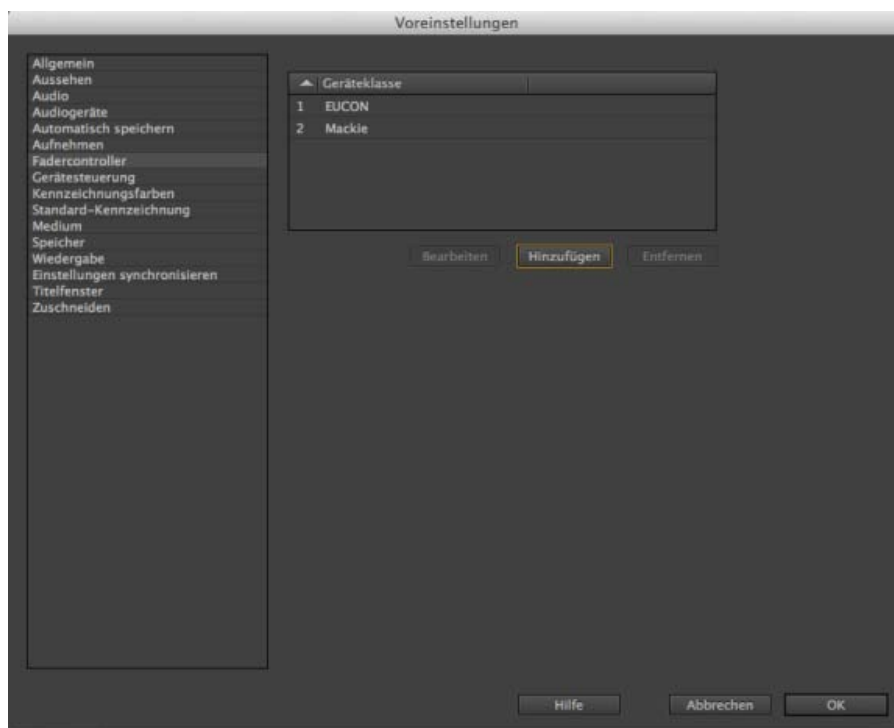 Voreinstellungen
Allgemein
Aussehen
Audio
Audiogeräte
Automatisch speichern
Aufnehmen
Fadercontroller
Gerätesteuerung
Kennzeichnungsfarben
Standard-Kennzeichnung
Medium
Speicher
Wiedergabe
Einstellungen synchronisieren
Titelfenster
Zuschneiden
Geräteklasse
1 EUCON
2 Mackie
Bearbeiten Hinzufügen Entfernen
Hilfe Abbrechen OK